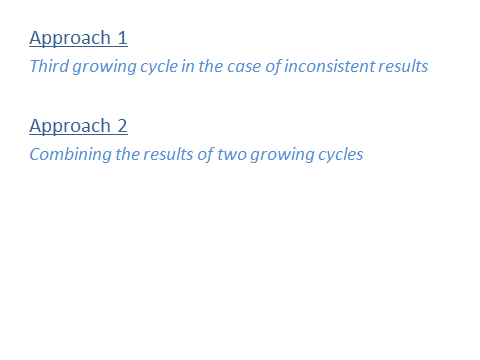 Approach 1
Third growing cycle in the case of inconsistent results
Approach 2
Combining the results of two growing cycles